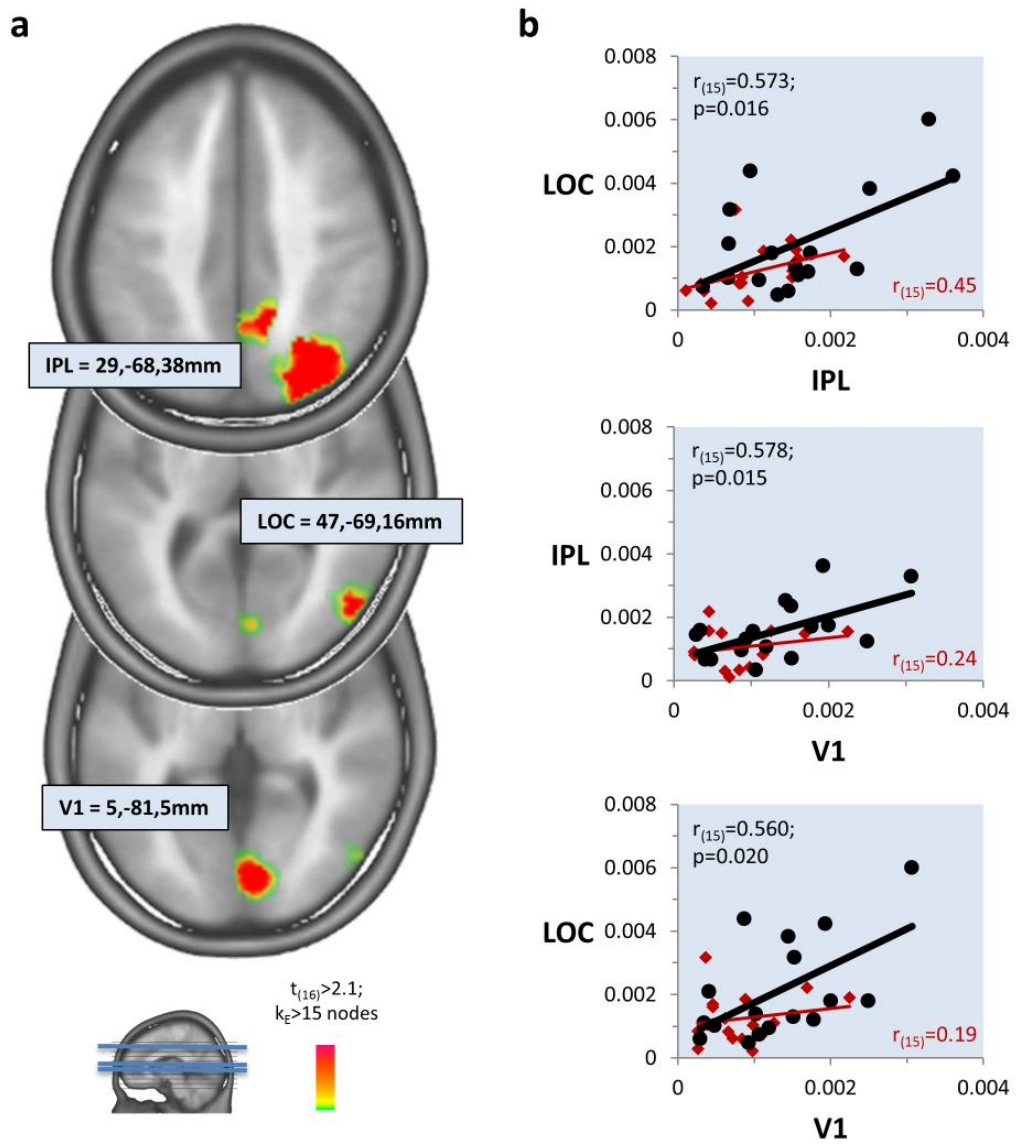 a
IPL = 29,-68,38mm
LOC = 47,-69,16mm
V1 = 5,-81,5mm
t(16)>2.1;
kE>15 nodes
b
0.008
0.006
0.004
0.002
0
LOC
r(15)=0.573;
p=0.016
r(15)=0.45
0
0.002
0.004
IPL
0.008
0.006
0.004
0.002
0
IPL
r(15)=0.578;
p=0.015
r(15)=0.24
0
0.002
0.004
V1
0.008
0.006
0.004
0.002
0
LOC
r(15)=0.560;
p=0.020
r(15)=0.19
0
0.002
0.004
V1